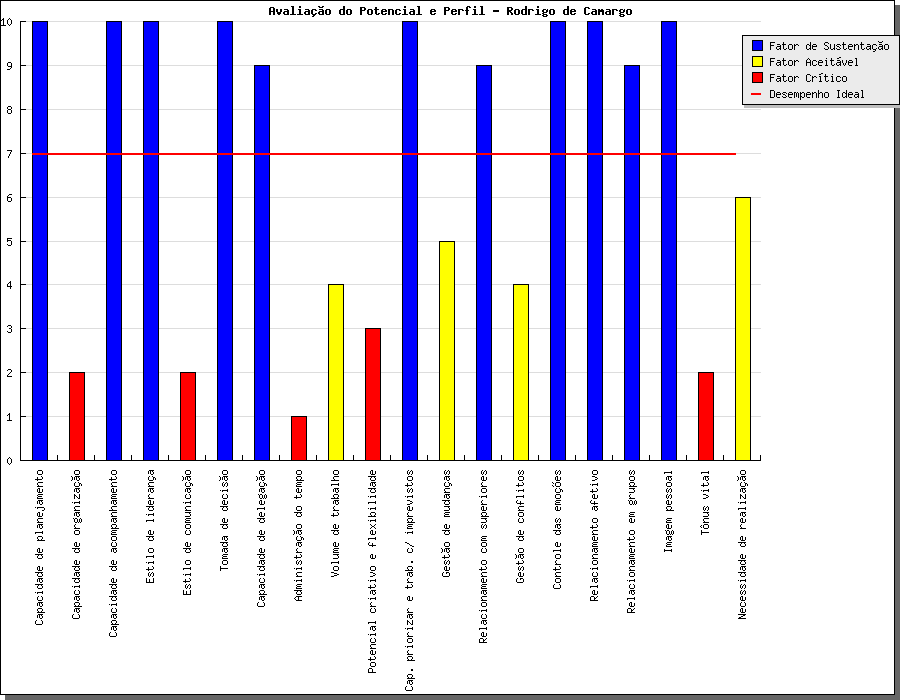 Avaliação do Potencial e Perfil - Rodrigo de Camargo
Fator de Sustentação
Fator Aceitável
Fator Crítico
Desempenho Ideal
10
9
8
7
6
5
4
3
2
1
0
Capacidade de planejamento
Capacidade de organização
Capacidade de acompanhamento
Estilo de liderança
Estilo de comunicação
Tomada de decisão
Capacidade de delegação
Administração do tempo
Volume de trabalho
Potencial criativo e flexibilidade
Cap. priorizar e trab. c/ imprevistos
Gestão de mudanças
Relacionamento com superiores
Gestão de conflitos
Controle das emoções
Relacionamento afetivo
Relacionamento em grupos
Imagem pessoal
Tônus vital
Necessidade de realização